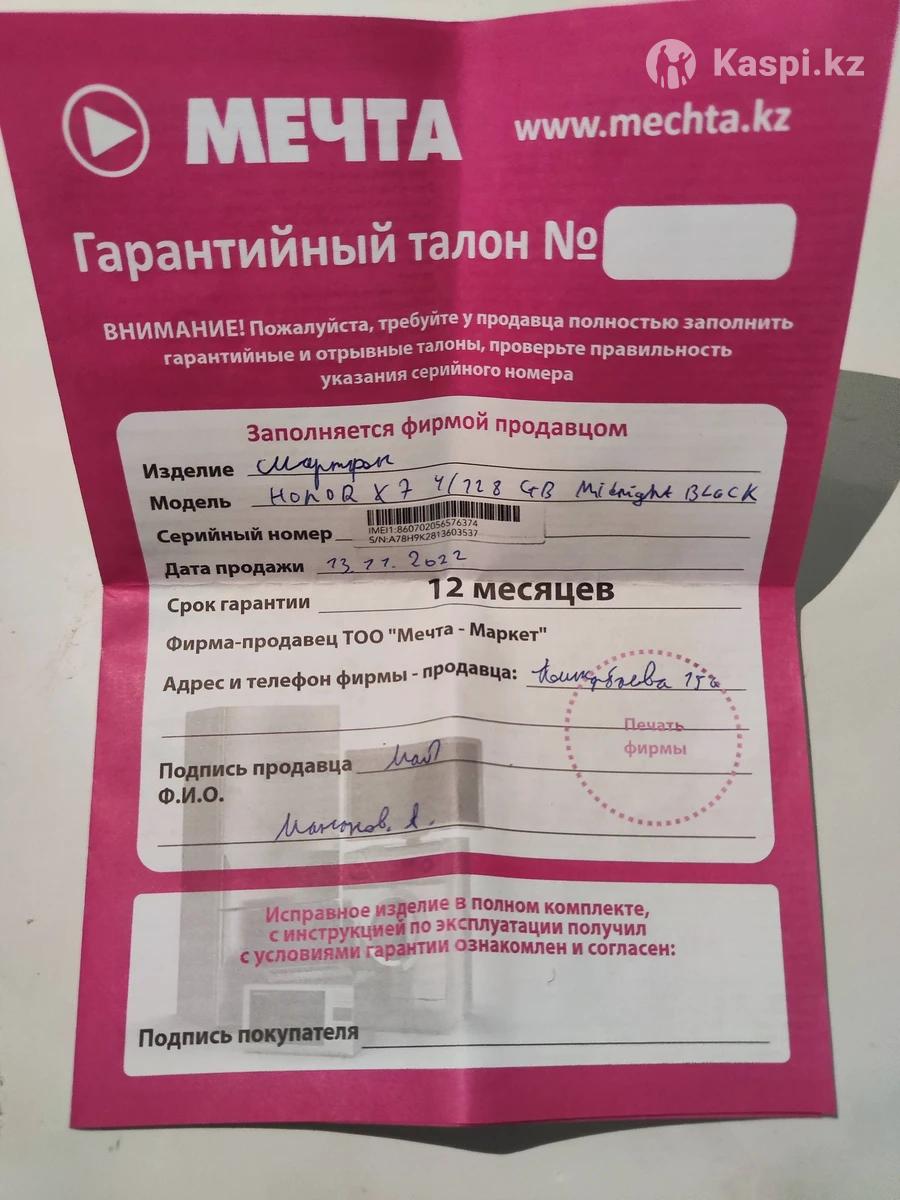 Kaspi.kz
МЕЧТА www.mechta.kz
Гарантийный талон №
ВНИМАНИЕ! Пожалуйста, требуйте у продавца полностью заполнить
гарантийные и отрывные талоны, проверьте правильность
указания серийного номера
Заполняется фирмой продавцом
Изделие смартфон
Модель HONOR X7 4/128 GB Midnight BLACK
Серийный номер
IMEI1:860702056576374
S/N:A78H9K2813603537
Дата продажи 13.11.2022
Срок гарантии 12 месяцев
Фирма-продавец ТОО "Мечта - Маркет"
Адрес и телефон фирмы - продавца:
Печать
фирмы
Подпись продавца
Ф.И.О.
Исправное изделие в полном комплекте,
с инструкцией по эксплуатации получил
с условиями гарантии ознакомлен и согласен:
Подпись покупателя